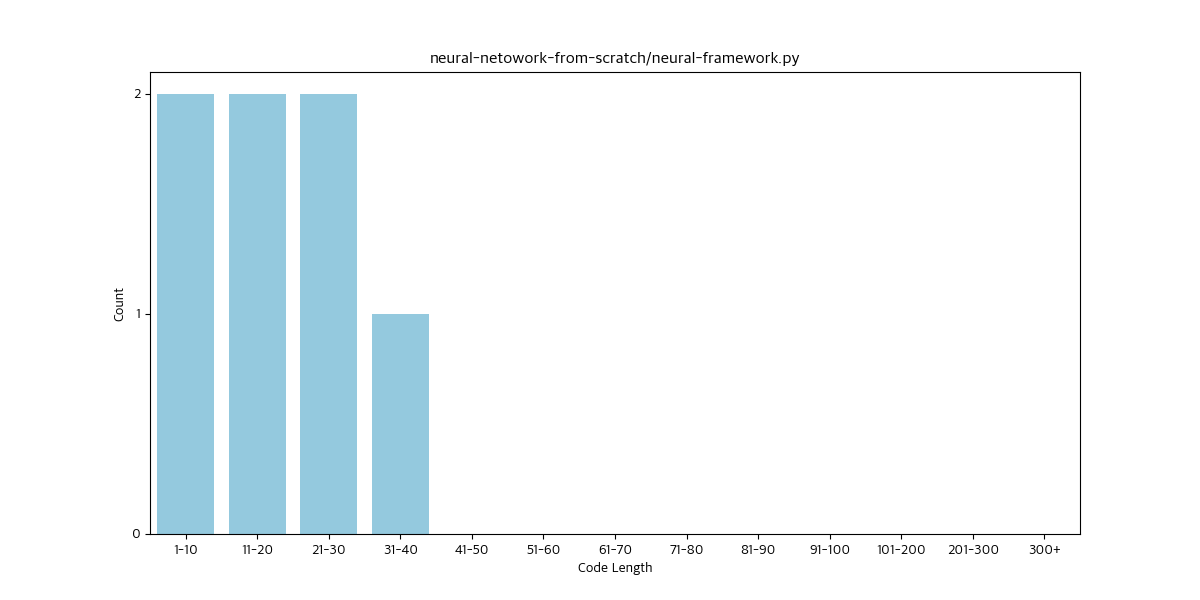 neural-netowork-from-scratch/neural-framework.py
2
1
0
Count
1-10 11-20 21-30 31-40 41-50 51-60 61-70 71-80 81-90 91-100 101-200 201-300 300+
Code Length